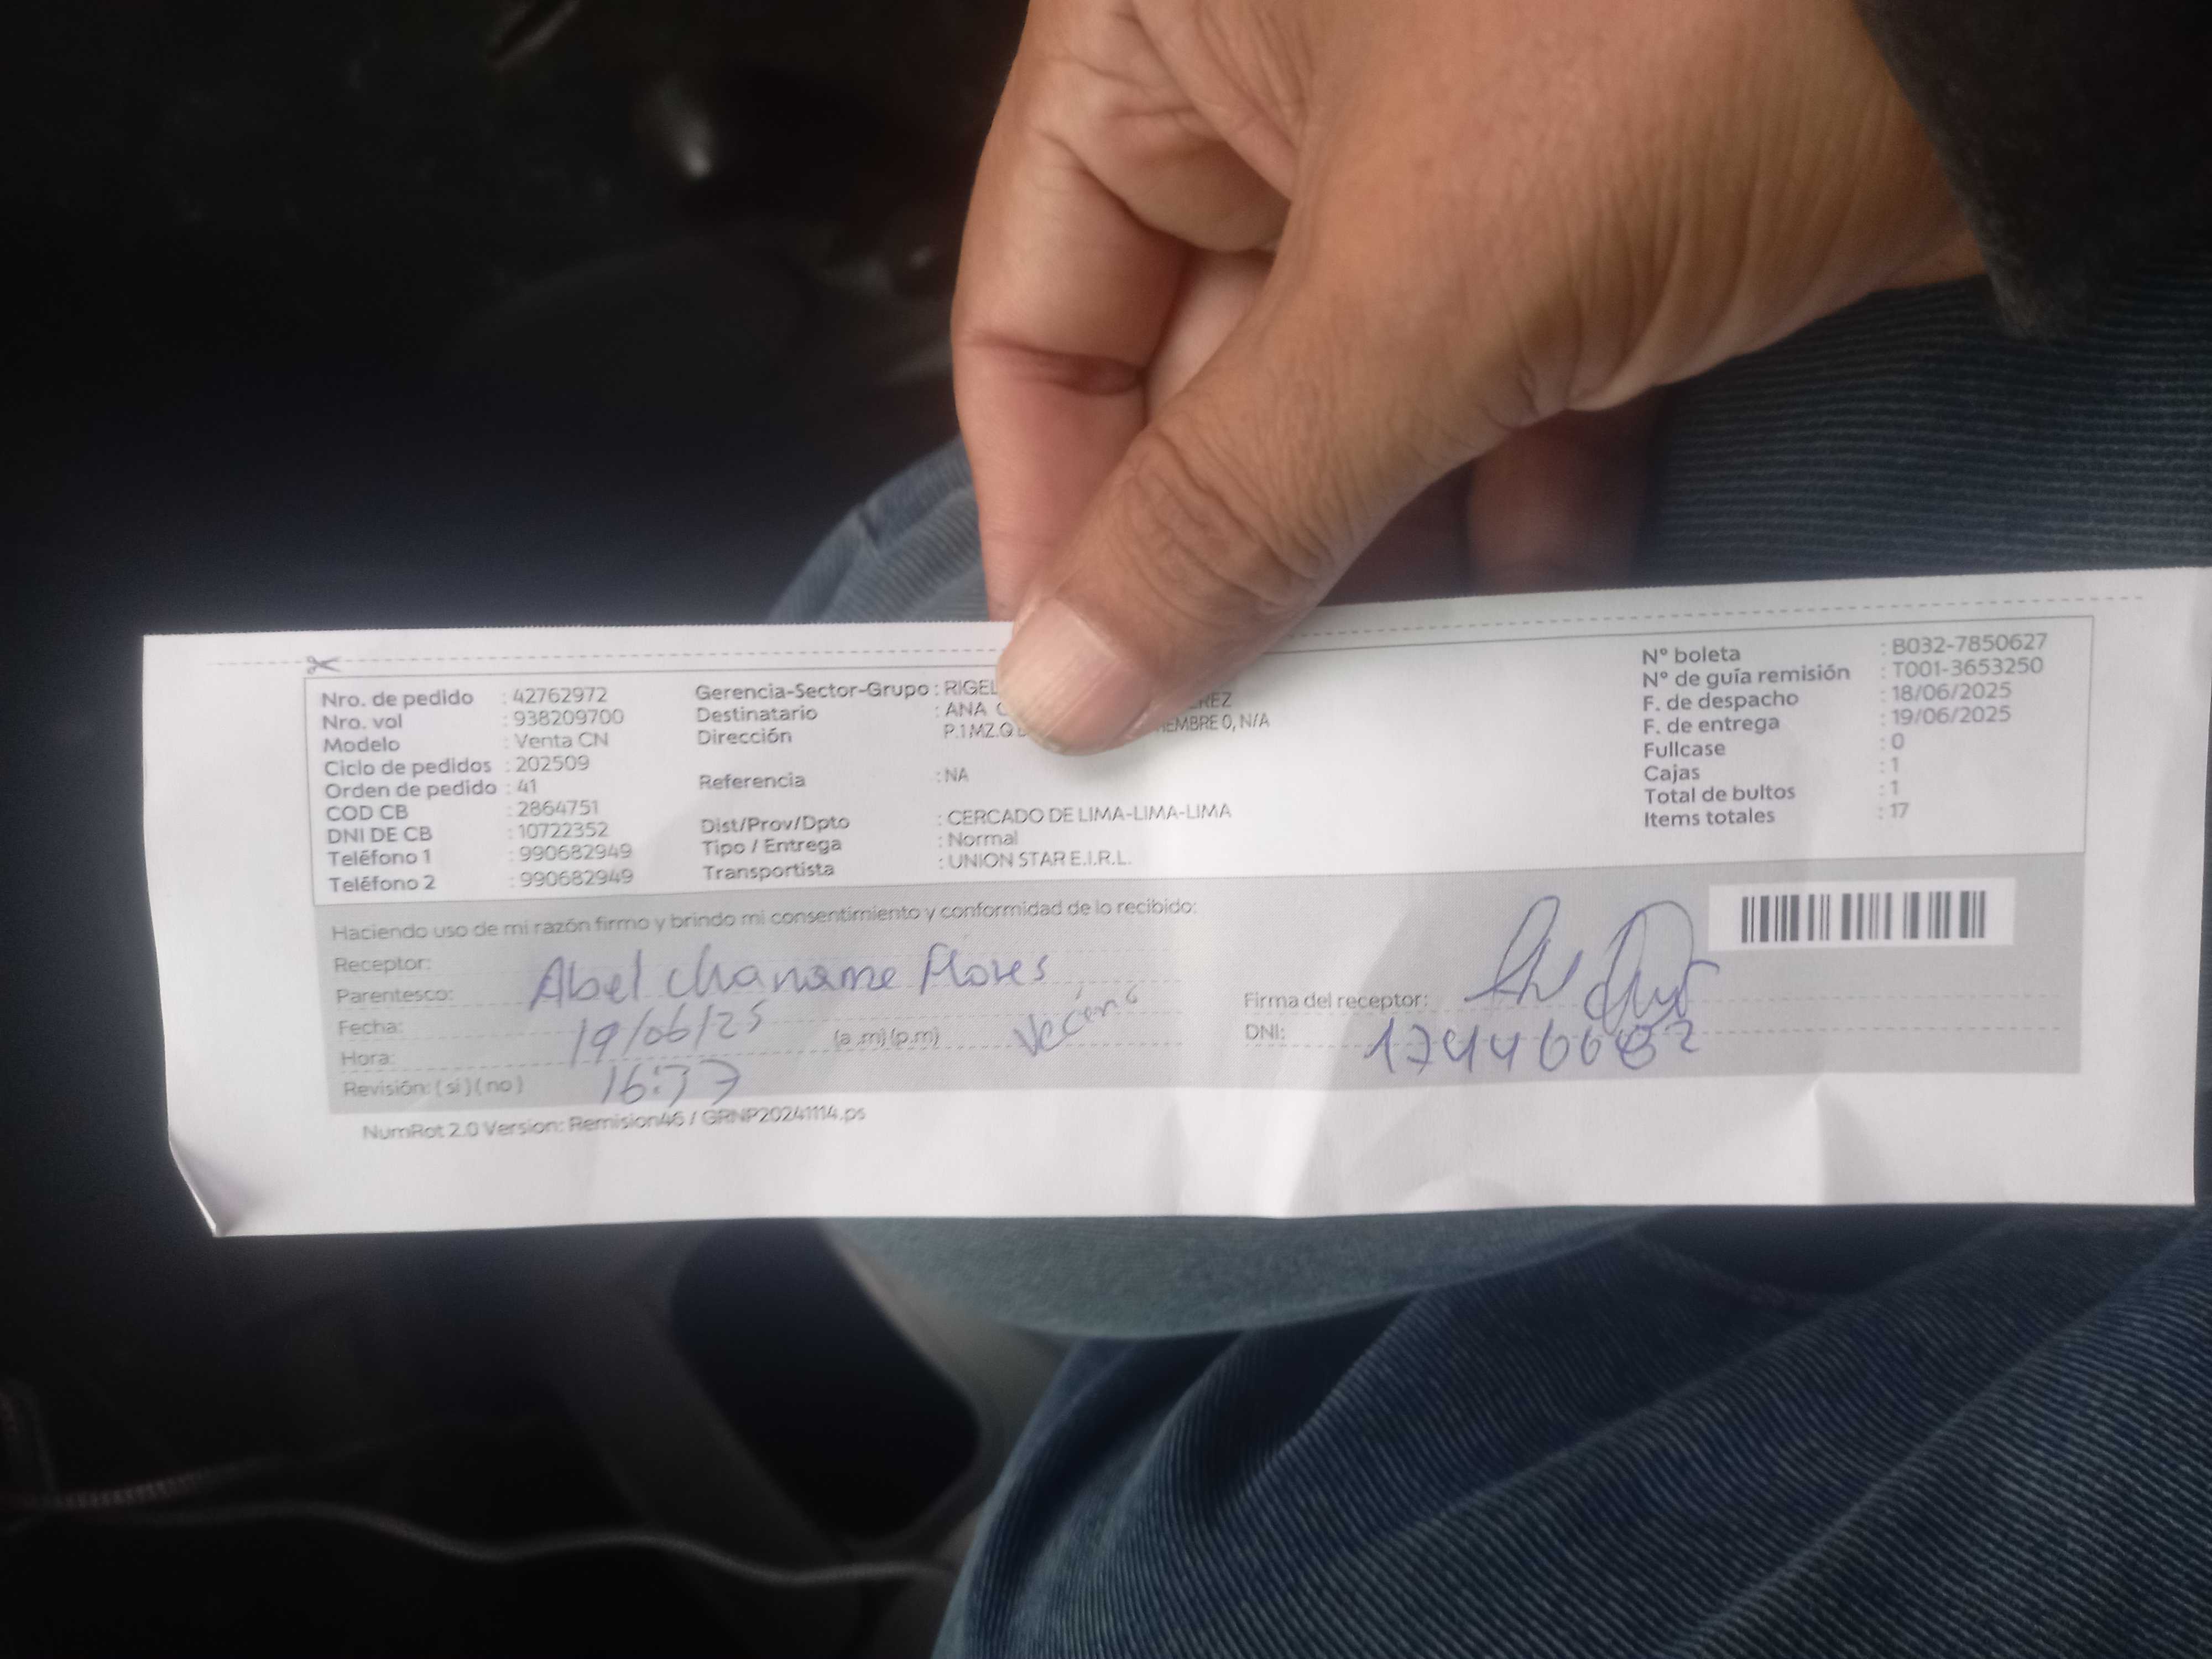 Nro. de pedido : 42762972
Nro. vol : 938209700
Modelo : Venta CN
Ciclo de pedidos : 202509
Orden de pedido : 41
COD CB : 2864751
DNI DE CB : 10722352
Teléfono 1 : 990682949
Teléfono 2 : 990682949
Gerencia-Sector-Grupo : RIGEL
Destinatario : ANA
Dirección P.1 MZ.Q EMBRE 0, N/A
Referencia : NA
Dist/Prov/Dpto : CERCADO DE LIMA-LIMA-LIMA
Tipo / Entrega : Normal
Transportista : UNION STAR E.I.R.L.
Nº boleta : B032-7850627
Nº de guía remisión : T001-3653250
F. de despacho : 18/06/2025
F. de entrega : 19/06/2025
Fullcase : 0
Cajas : 1
Total de bultos : 1
Items totales : 17
Haciendo uso de mi razón firmo y brindo mi consentimiento y conformidad de lo recibido:
Receptor: Abel Chaname Flores
Parentesco:
Fecha: 19/06/25 (a .m) (p.m) Vecino
Hora: 16:37
Revisión: ( si ) ( no )
Firma del receptor:
DNI:
NumRot 2.0 Version: Remision46 / GRNP20241114.ps